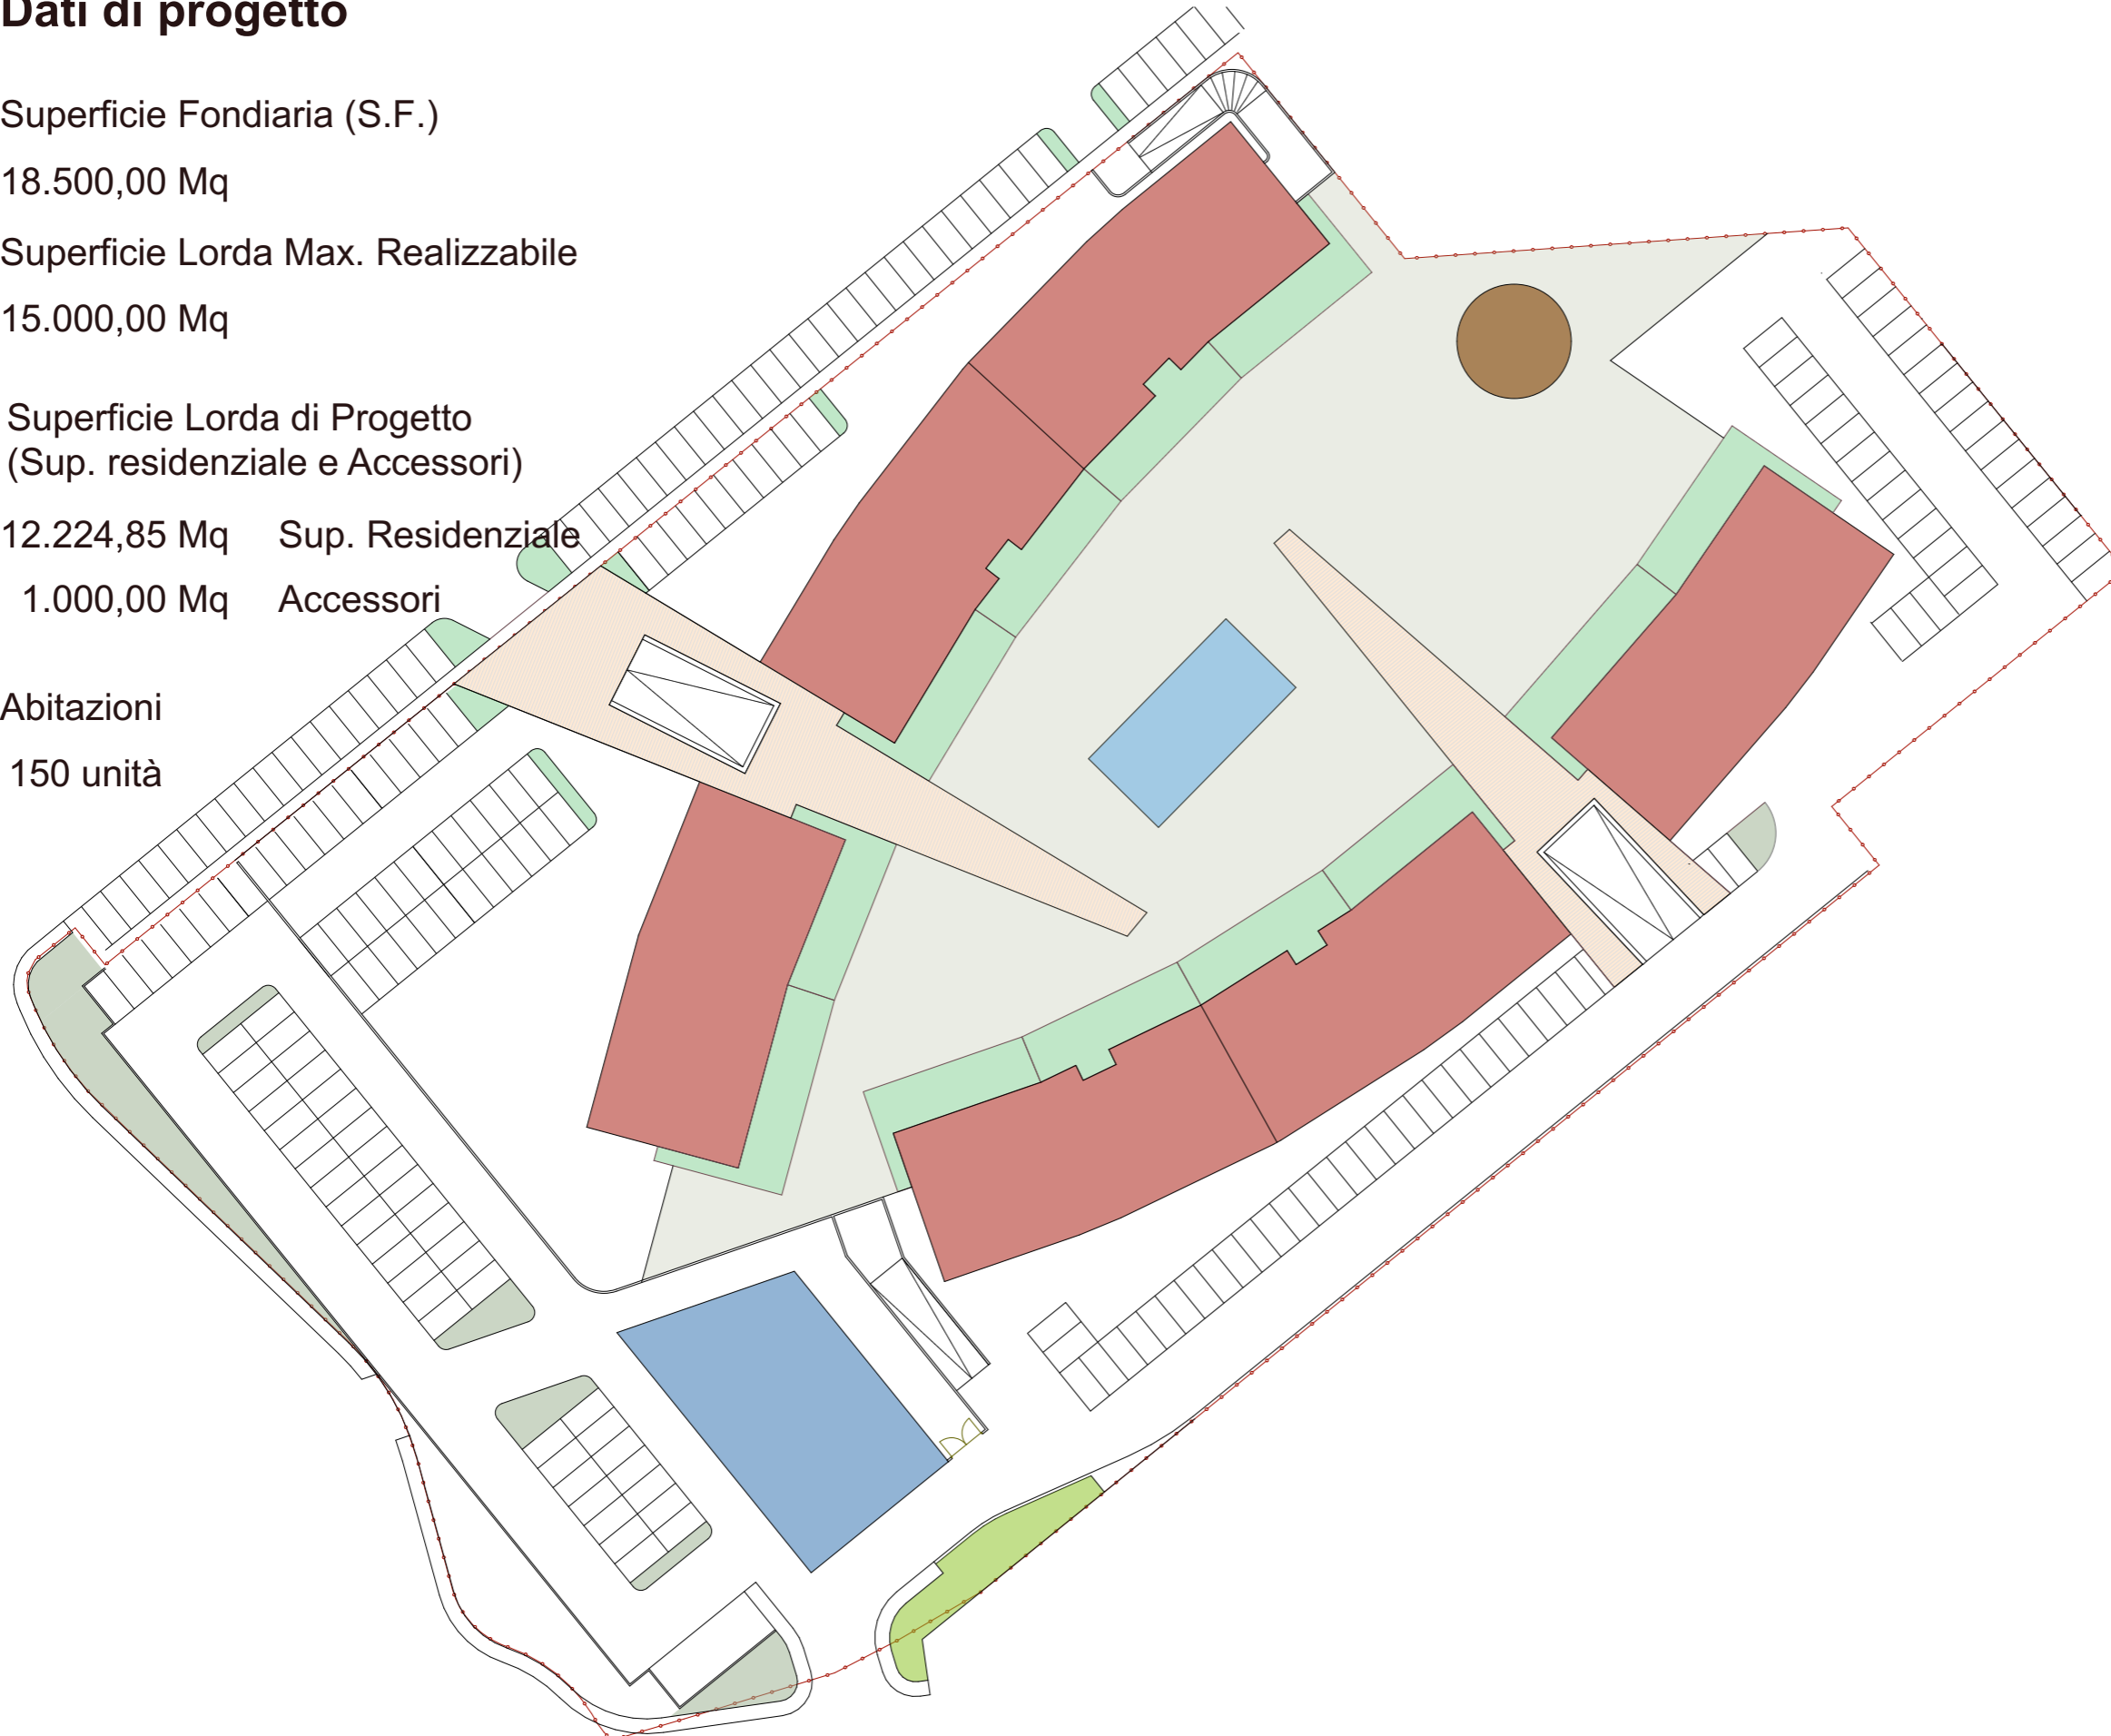 Dati di progetto
Superficie Fondiaria (S.F.)
18.500,00 Mq
Superficie Lorda Max. Realizzabile
15.000,00 Mq
Superficie Lorda di Progetto
(Sup. residenziale e Accessori)
12.224,85 Mq Sup. Residenziale
1.000,00 Mq Accessori
Abitazioni
150 unità